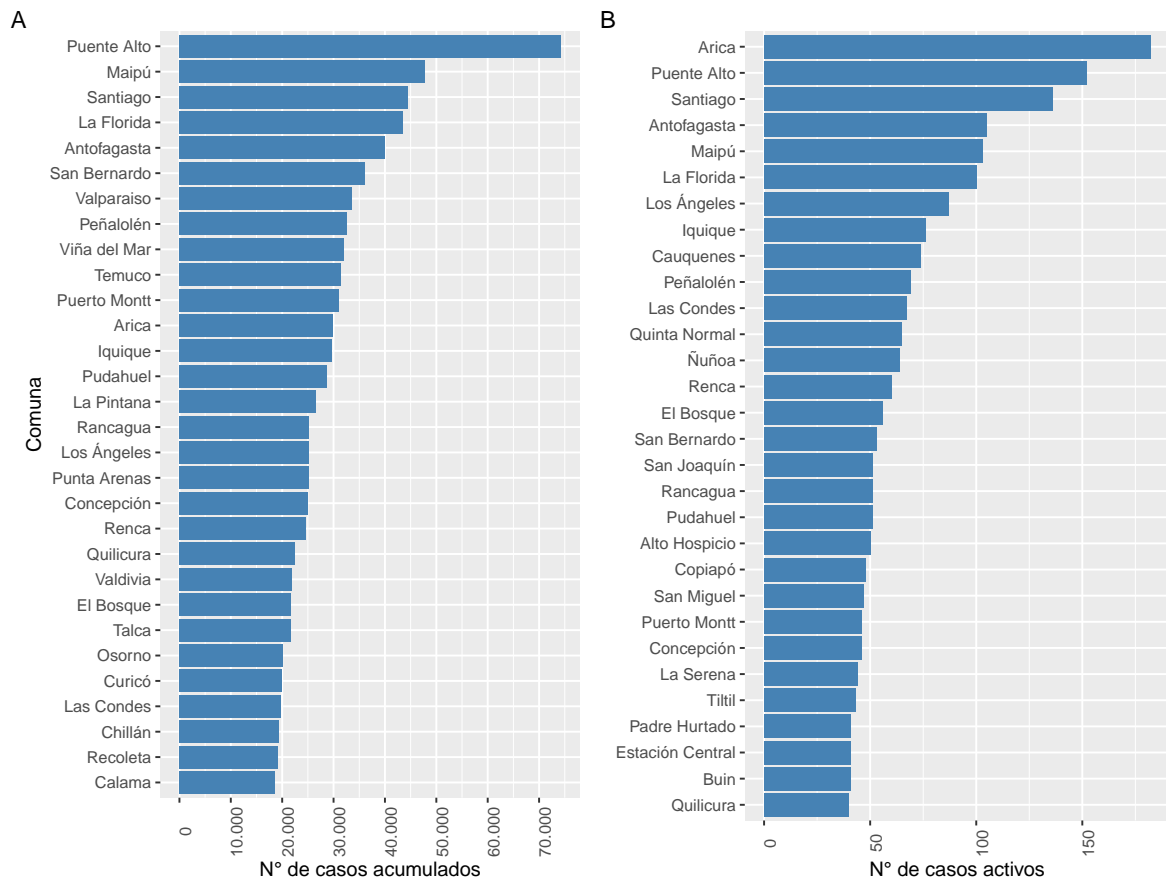 A
Puente Alto
Maipú
Santiago
La Florida
Antofagasta
San Bernardo
Valparaiso
Peñalolén
Viña del Mar
Temuco
Puerto Montt
Arica
Iquique
Pudahuel
La Pintana
Rancagua
Los Ángeles
Punta Arenas
Concepción
Renca
Quilicura
Valdivia
El Bosque
Talca
Osorno
Curicó
Las Condes
Chillán
Recoleta
Calama
Comuna
0
10.000
20.000
30.000
40.000
50.000
60.000
70.000
N° de casos acumulados
B
Arica
Puente Alto
Santiago
Antofagasta
Maipú
La Florida
Los Ángeles
Iquique
Cauquenes
Peñalolén
Las Condes
Quinta Normal
Ñuñoa
Renca
El Bosque
San Bernardo
San Joaquín
Rancagua
Pudahuel
Alto Hospicio
Copiapó
San Miguel
Puerto Montt
Concepción
La Serena
Tiltil
Padre Hurtado
Estación Central
Buin
Quilicura
0
50
100
150
N° de casos activos